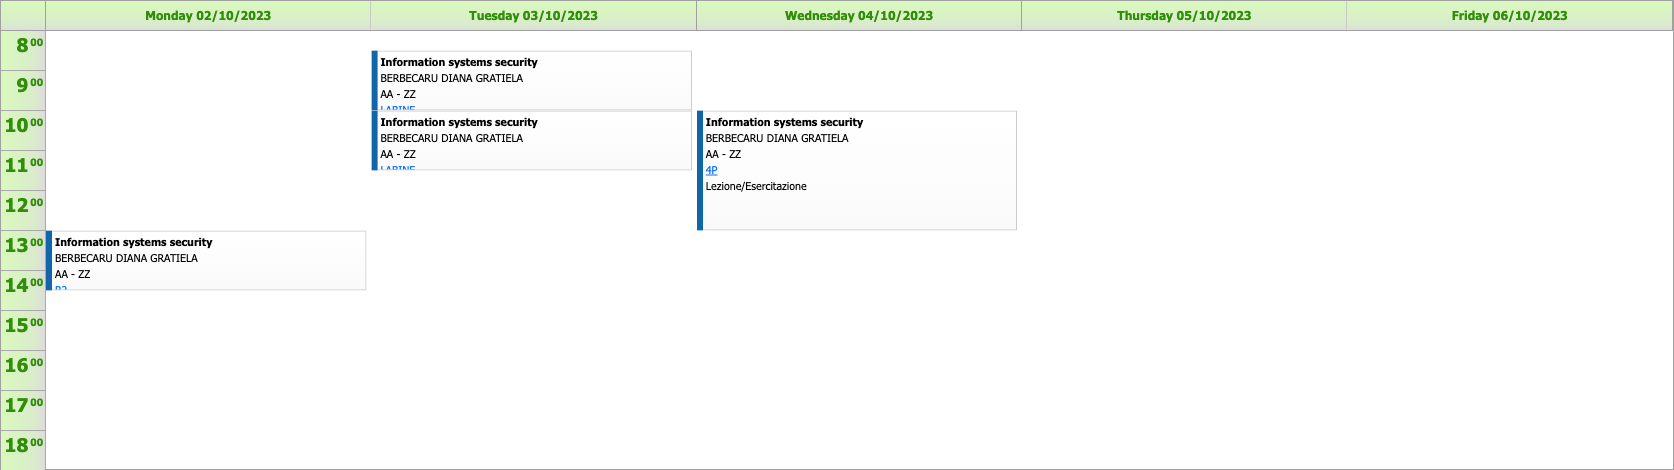 Monday 02/10/2023
Tuesday 03/10/2023
Wednesday 04/10/2023
Thursday 05/10/2023
Friday 06/10/2023
8 00
9 00
10 00
11 00
12 00
13 00
14 00
15 00
16 00
17 00
18 00
Information systems security
BERBECARU DIANA GRATIELA
AA - ZZ
Information systems security
BERBECARU DIANA GRATIELA
AA - ZZ
LABINF
Information systems security
BERBECARU DIANA GRATIELA
AA - ZZ
LABINF
Information systems security
BERBECARU DIANA GRATIELA
AA - ZZ
4P
Lezione/Esercitazione